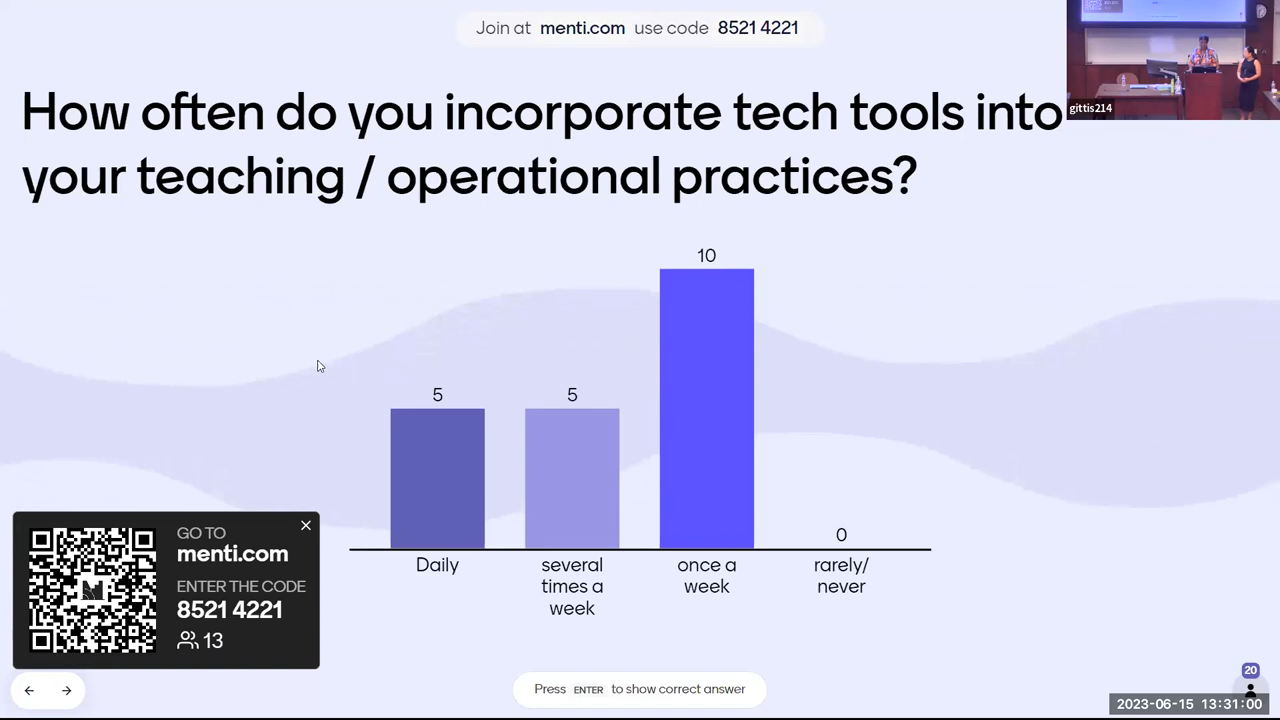 Join at menti.com use code 8521 4221
How often do you incorporate tech tools into
your teaching / operational practices?
gittis214
10
5
5
0
Daily
several
times a
week
once a
week
rarely/
never
GO TO
menti.com
ENTER THE CODE
8521 4221
13
Press ENTER to show correct answer
20
2023-06-15 13:31:00